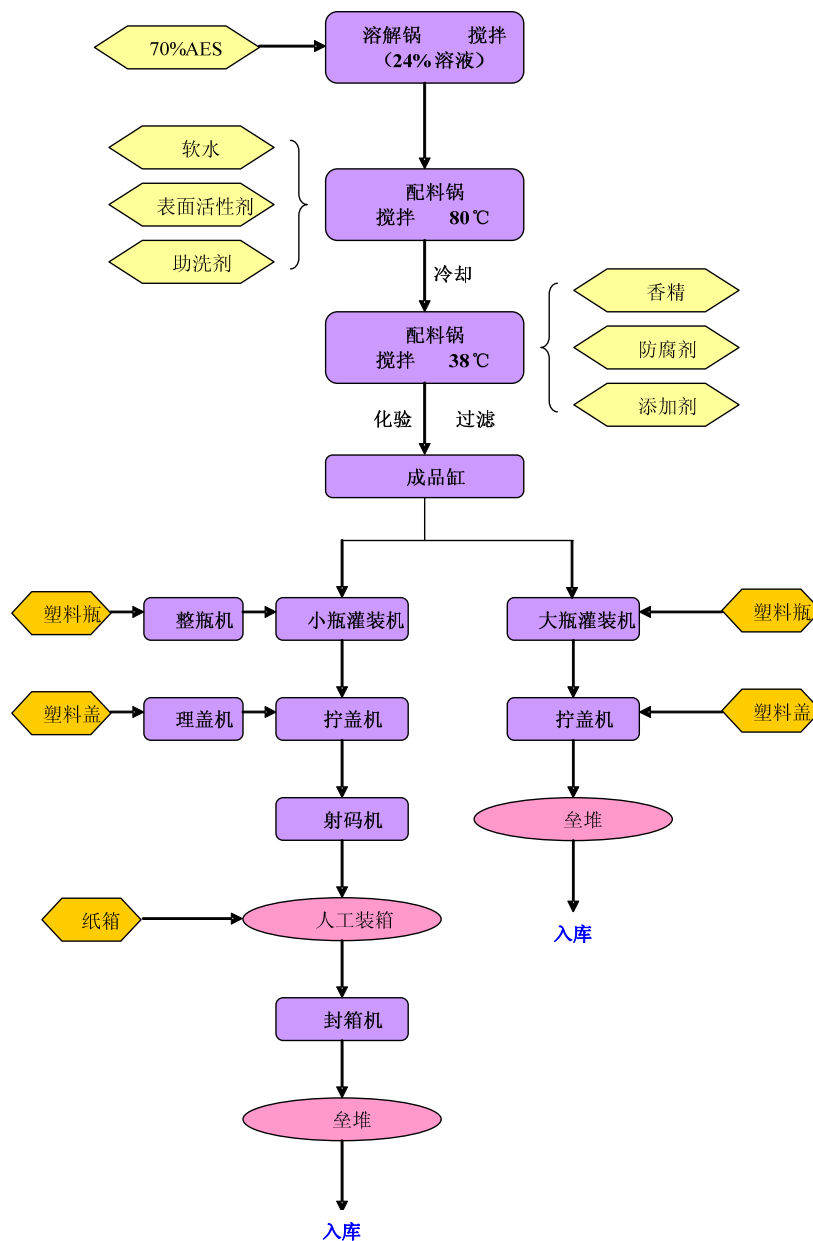 70%AES
溶解锅 搅拌
（24%溶液）
软水
表面活性剂
助洗剂
配料锅
搅拌 80℃
冷却
配料锅
搅拌 38℃
香精
防腐剂
添加剂
化验 过滤
成品缸
塑料瓶
整瓶机
小瓶灌装机
大瓶灌装机
塑料瓶
塑料盖
理盖机
拧盖机
拧盖机
塑料盖
射码机
垒堆
纸箱
人工装箱
入库
封箱机
垒堆
入库